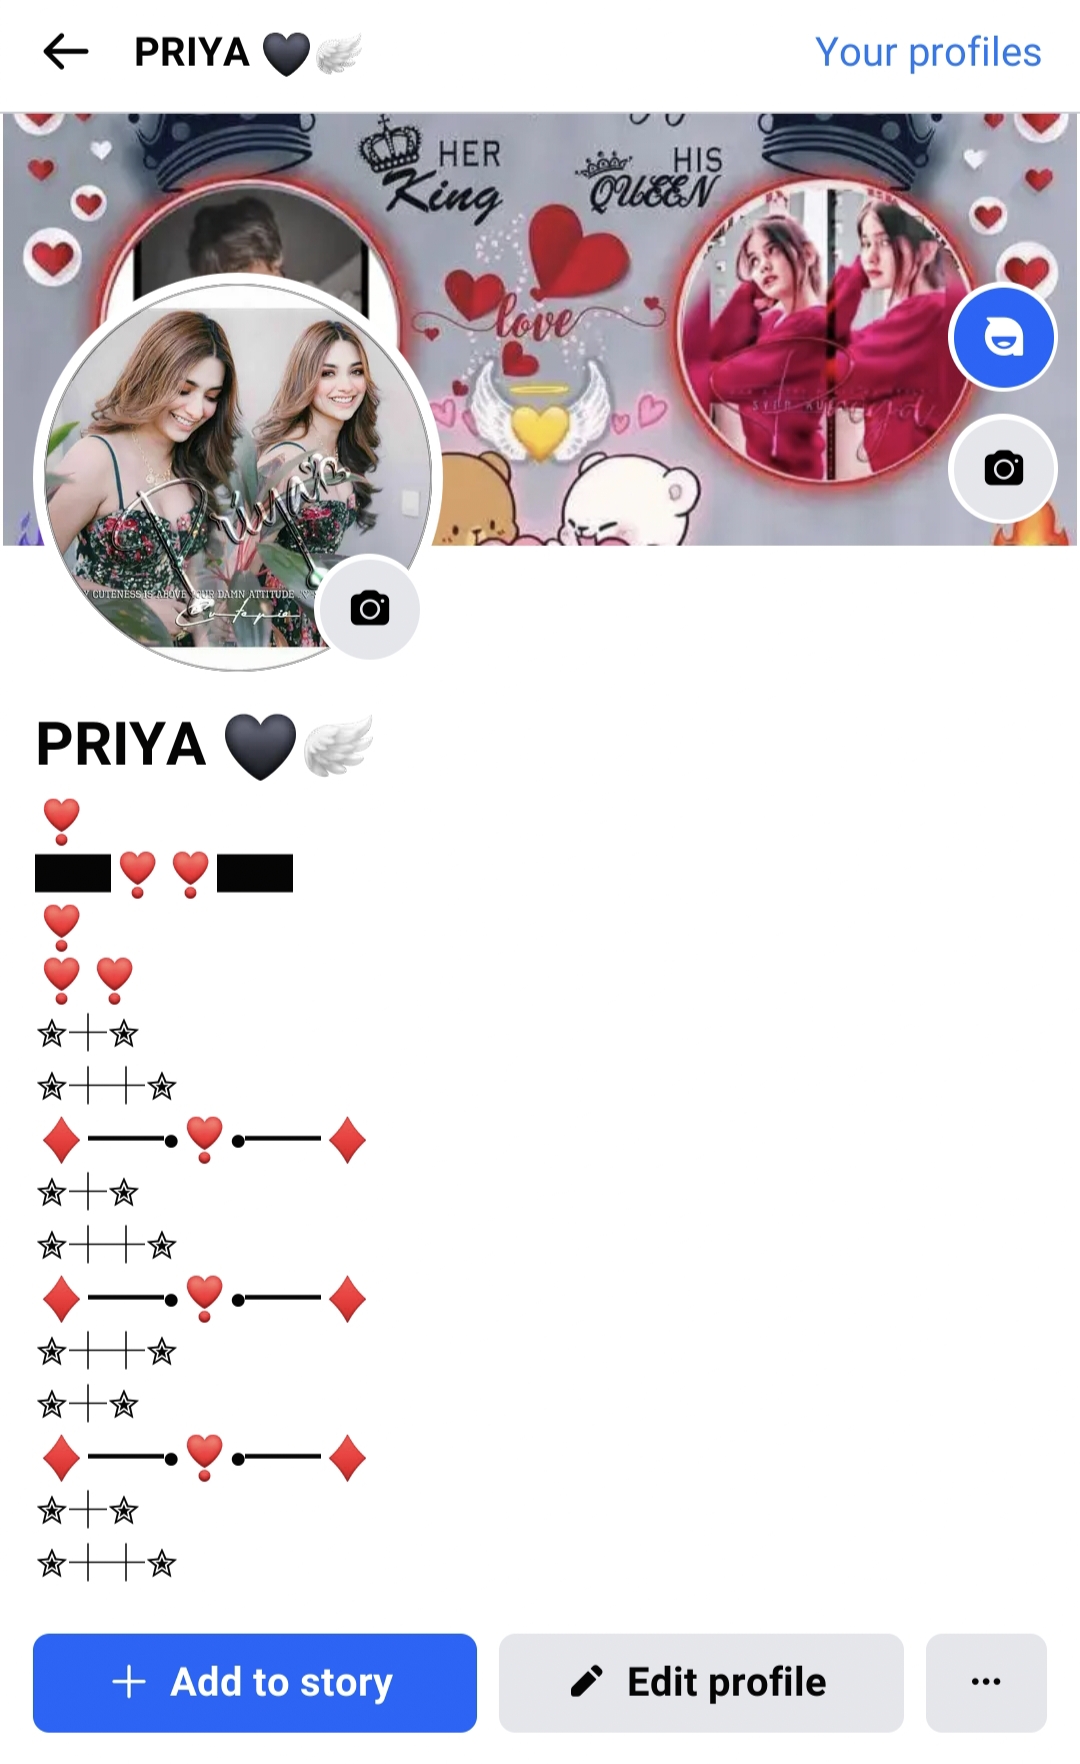 PRIYA 🖤🪽
Your profiles
HER
King
HIS
QUEEN
love
Priya
CUTENESS IS ABOVE YOUR DAMN ATTITUDE
PRIYA 🖤🪽
❣️
██❣️❣️██
❣️
❣️❣️
✯┼✯
✯┼┼✯
♦️━━•❣️•━━♦️
✯┼✯
✯┼┼✯
♦️━━•❣️•━━♦️
✯┼┼✯
✯┼✯
♦️━━•❣️•━━♦️
✯┼✯
✯┼┼✯
Add to story
Edit profile